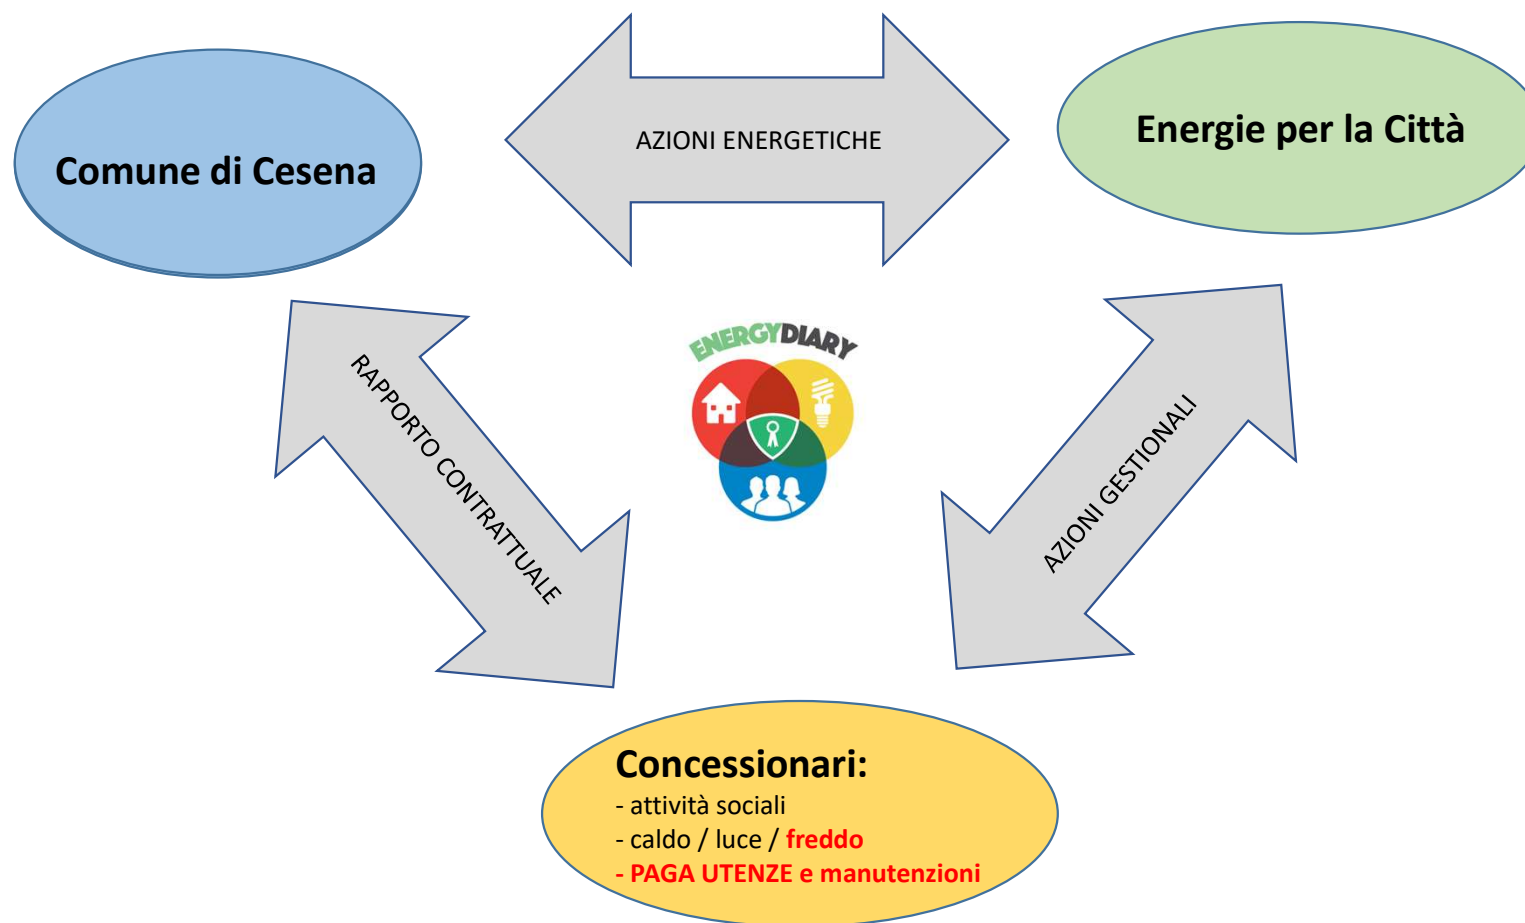 AZIONI ENERGETICHE
Energie per la Città
Comune di Cesena
ENERGYDIARY
RAPPORTO CONTRATTUALE
AZIONI GESTIONALI
Concessionari:
- attività sociali
- caldo / luce / freddo
- PAGA UTENZE e manutenzioni